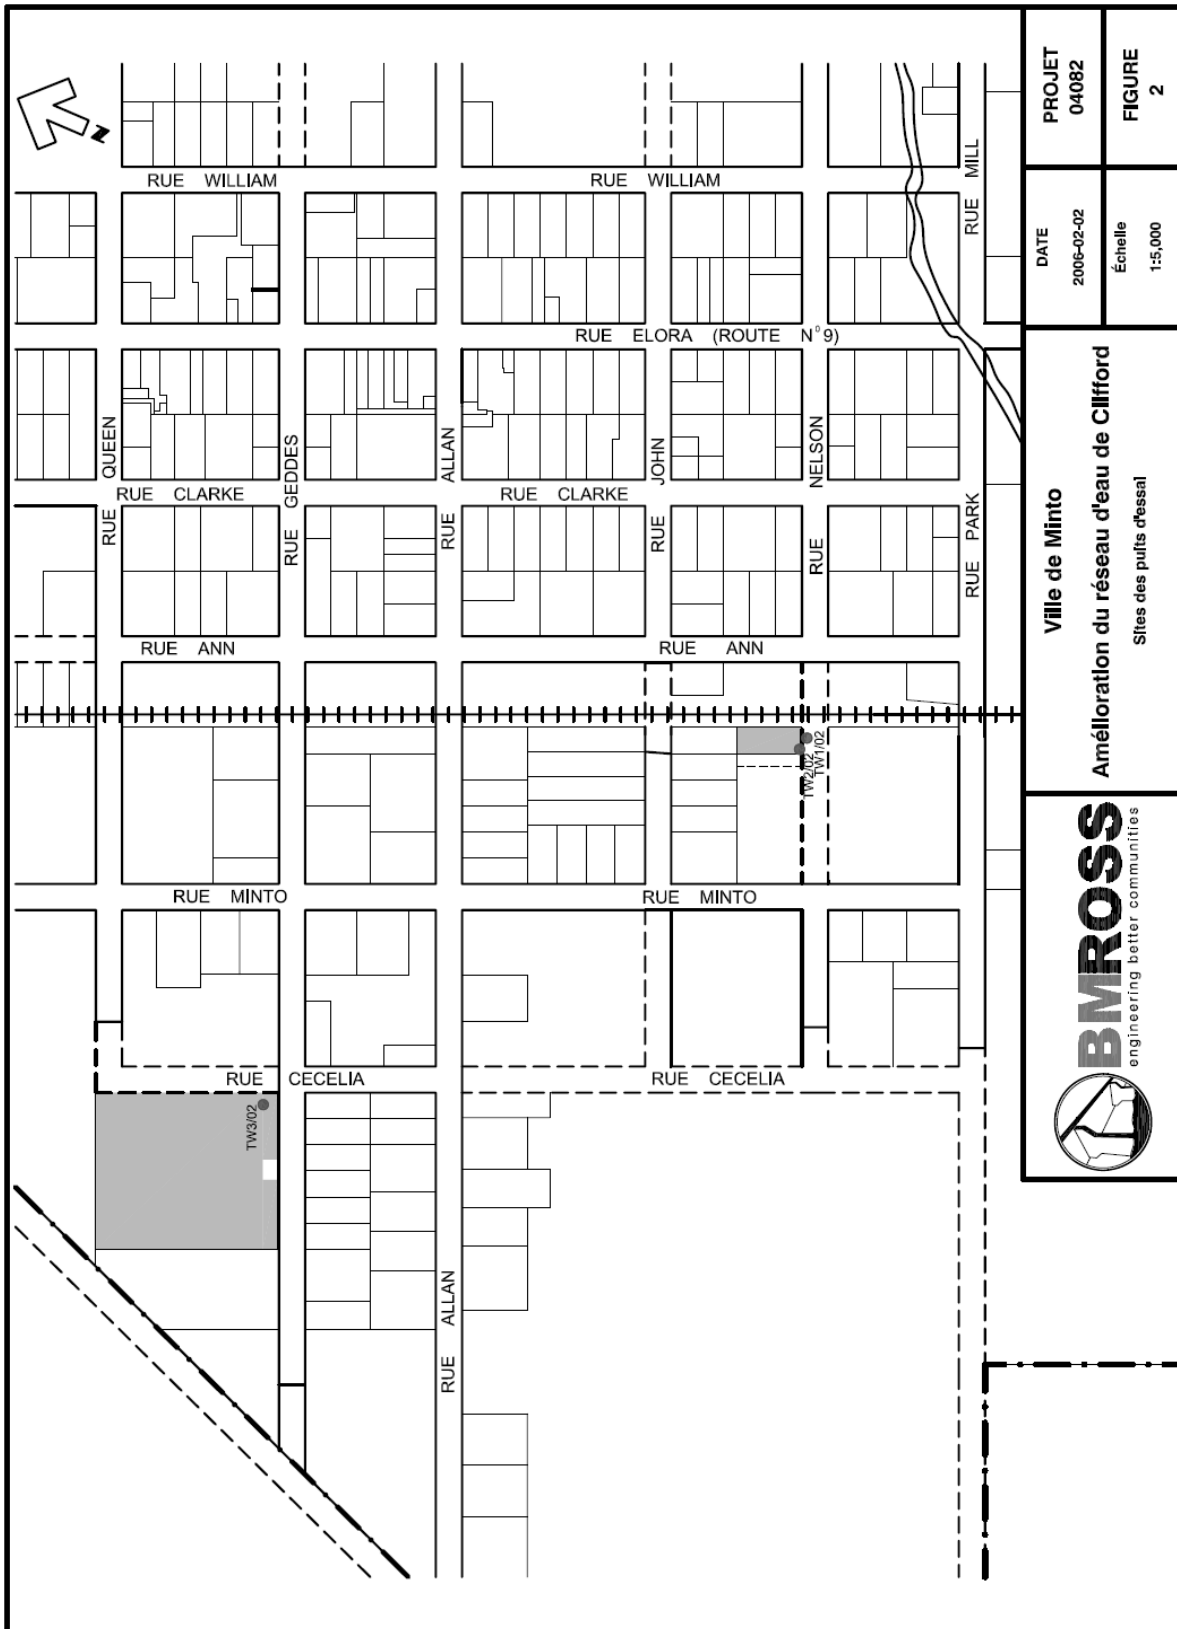 N
RUE WILLIAM
RUE WILLIAM
RUE MILL
RUE ELORA (ROUTE N° 9)
RUE QUEEN
RUE GEDDES
RUE ALLAN
RUE JOHN
RUE NELSON
RUE PARK
RUE CLARKE
RUE CLARKE
RUE ANN
RUE ANN
TW2/02
TW1/02
RUE MINTO
RUE MINTO
RUE CECELIA
RUE CECELIA
TW3/02
RUE ALLAN
BMROSS
engineering better communities
Ville de Minto
Amélioration du réseau d'eau de Clifford
Sites des puits d'essai
DATE
2006-02-02
Échelle
1:5,000
PROJET
04082
FIGURE
2